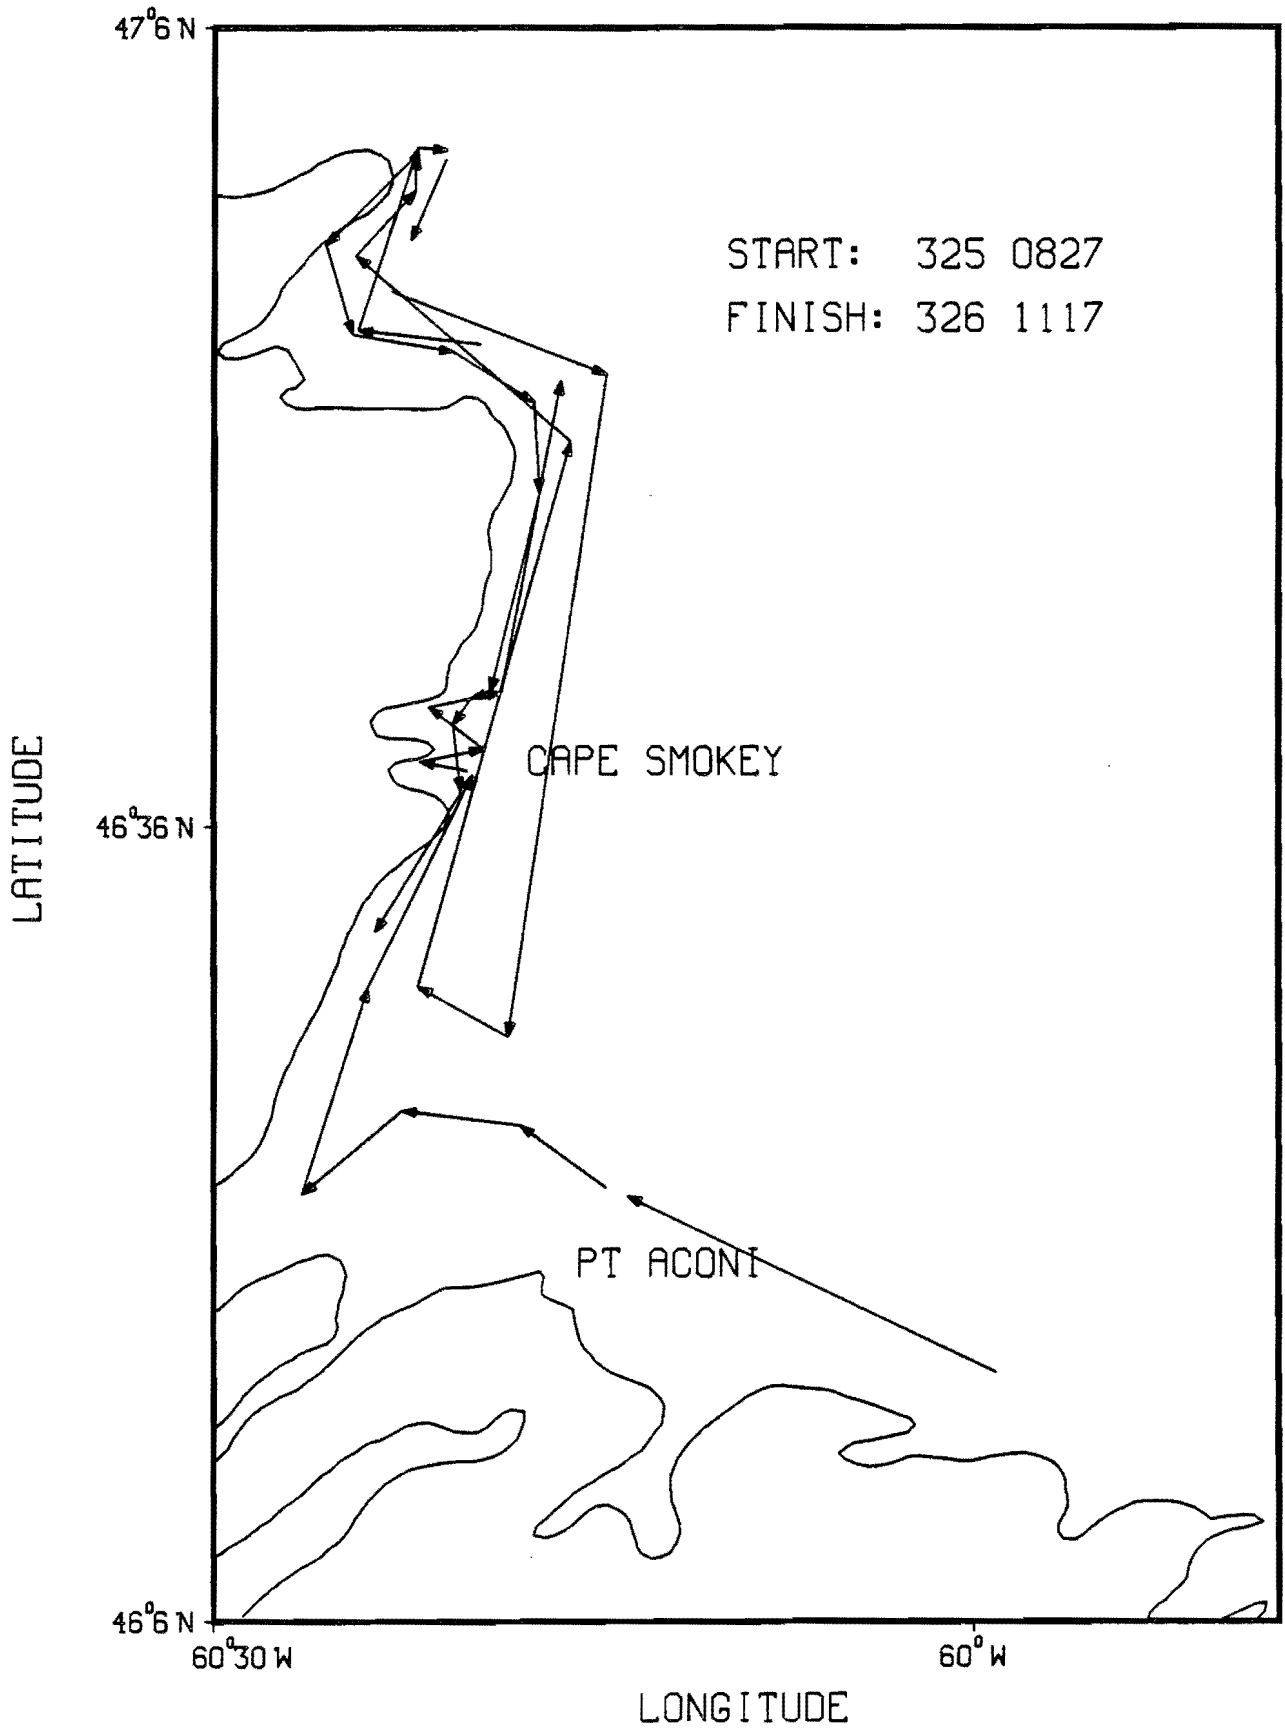 47°6 N
START: 325 0827
FINISH: 326 1117
CAPE SMOKEY
LATITUDE
46°36 N
PT ACONI
46°6 N
60°30 W
60° W
LONGITUDE